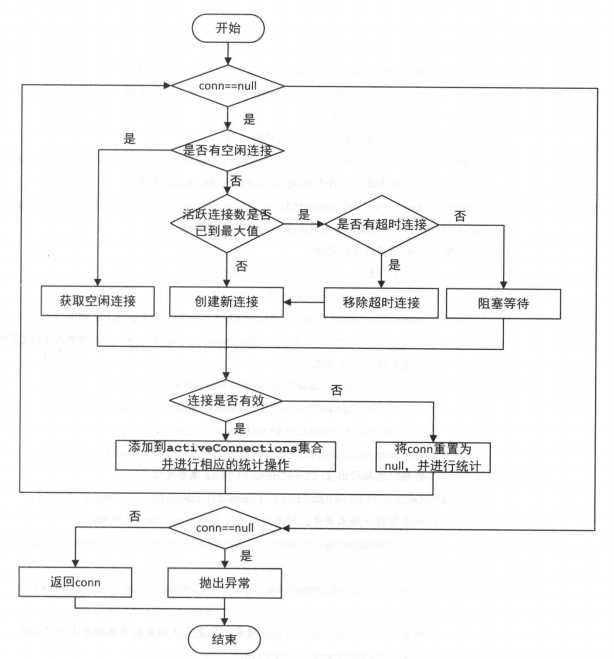 开始
conn==null
是
是
是否有空闲连接
否
活跃连接数是否
已到最大值
是
是否有超时连接
否
否
是
获取空闲连接
创建新连接
移除超时连接
阻塞等待
连接是否有效
否
是
添加到activeConnections集合
并进行相应的统计操作
将conn重置为
null，并进行统计
否
conn==null
是
返回conn
抛出异常
结束